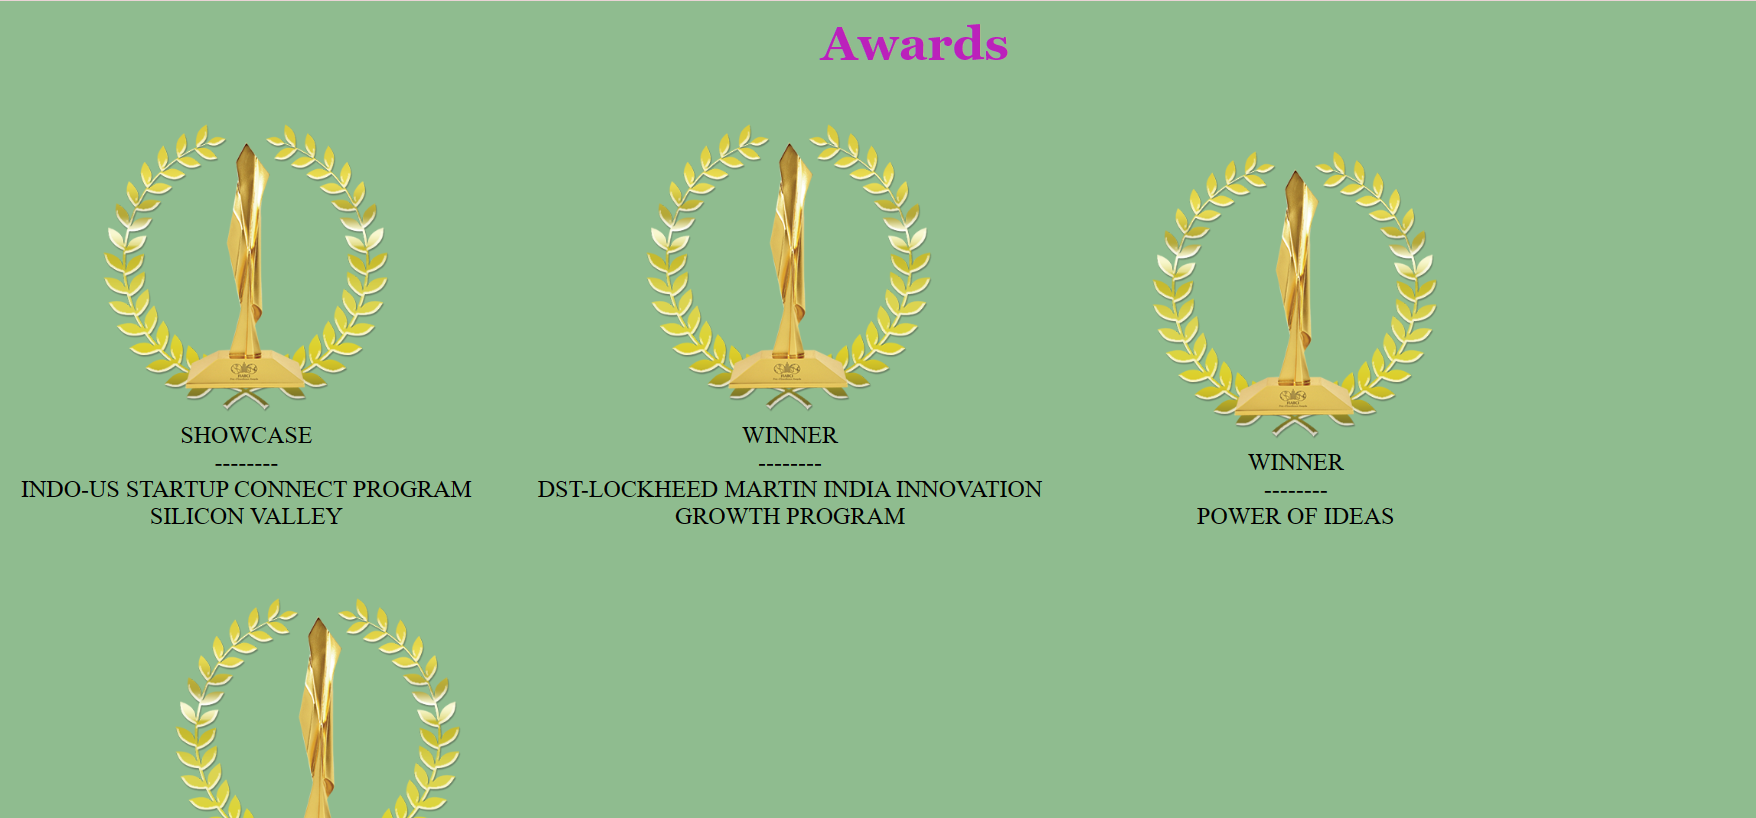 Awards
SHOWCASE
--------
INDO-US STARTUP CONNECT PROGRAM
SILICON VALLEY
WINNER
--------
DST-LOCKHEED MARTIN INDIA INNOVATION
GROWTH PROGRAM
WINNER
--------
POWER OF IDEAS